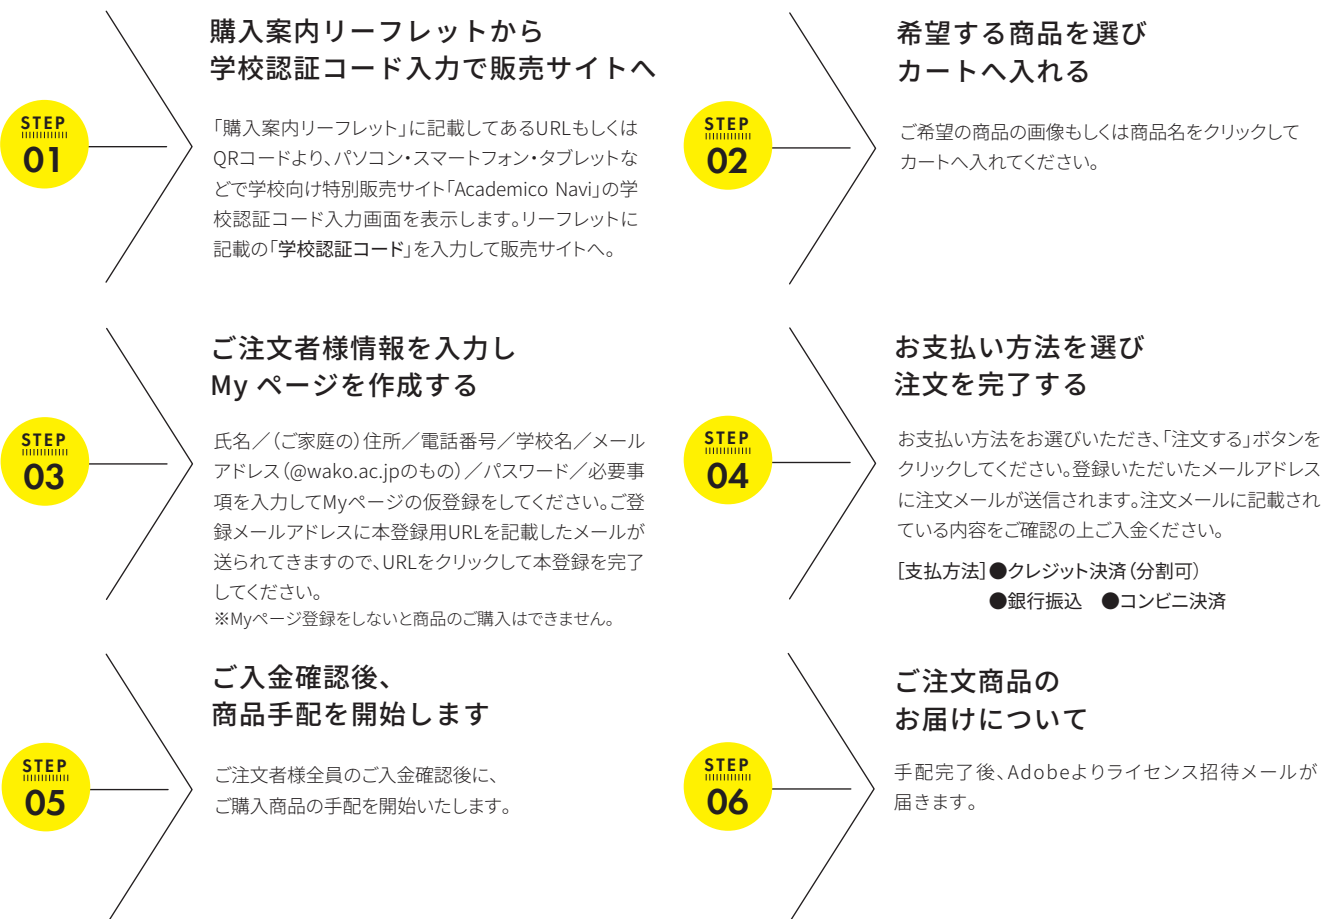 STEP
01
購入案内リーフレットから
学校認証コード入力で販売サイトへ
「購入案内リーフレット」に記載してあるURLもしくは
QRコードより、パソコン・スマートフォン・タブレットな
どで学校向け特別販売サイト「Academico Navi」の学
校認証コード入力画面を表示します。リーフレットに
記載の「学校認証コード」を入力して販売サイトへ。
STEP
02
希望する商品を選び
カートへ入れる
ご希望の商品の画像もしくは商品名をクリックして
カートへ入れてください。
STEP
03
ご注文者様情報を入力し
My ページを作成する
氏名／（ご家庭の）住所／電話番号／学校名／メール
アドレス（@wako.ac.jpのもの）／パスワード／必要事
項を入力してMyページの仮登録をしてください。ご登
録メールアドレスに本登録用URLを記載したメールが
送られてきますので、URLをクリックして本登録を完了
してください。
※Myページ登録をしないと商品のご購入はできません。
STEP
04
お支払い方法を選び
注文を完了する
お支払い方法をお選びいただき、「注文する」ボタンを
クリックしてください。登録いただいたメールアドレス
に注文メールが送信されます。注文メールに記載され
ている内容をご確認の上ご入金ください。
［支払方法］●クレジット決済（分割可）
●銀行振込　●コンビニ決済
STEP
05
ご入金確認後、
商品手配を開始します
ご注文者様全員のご入金確認後に、
ご購入商品の手配を開始いたします。
STEP
06
ご注文商品の
お届けについて
手配完了後、Adobeよりライセンス招待メールが
届きます。